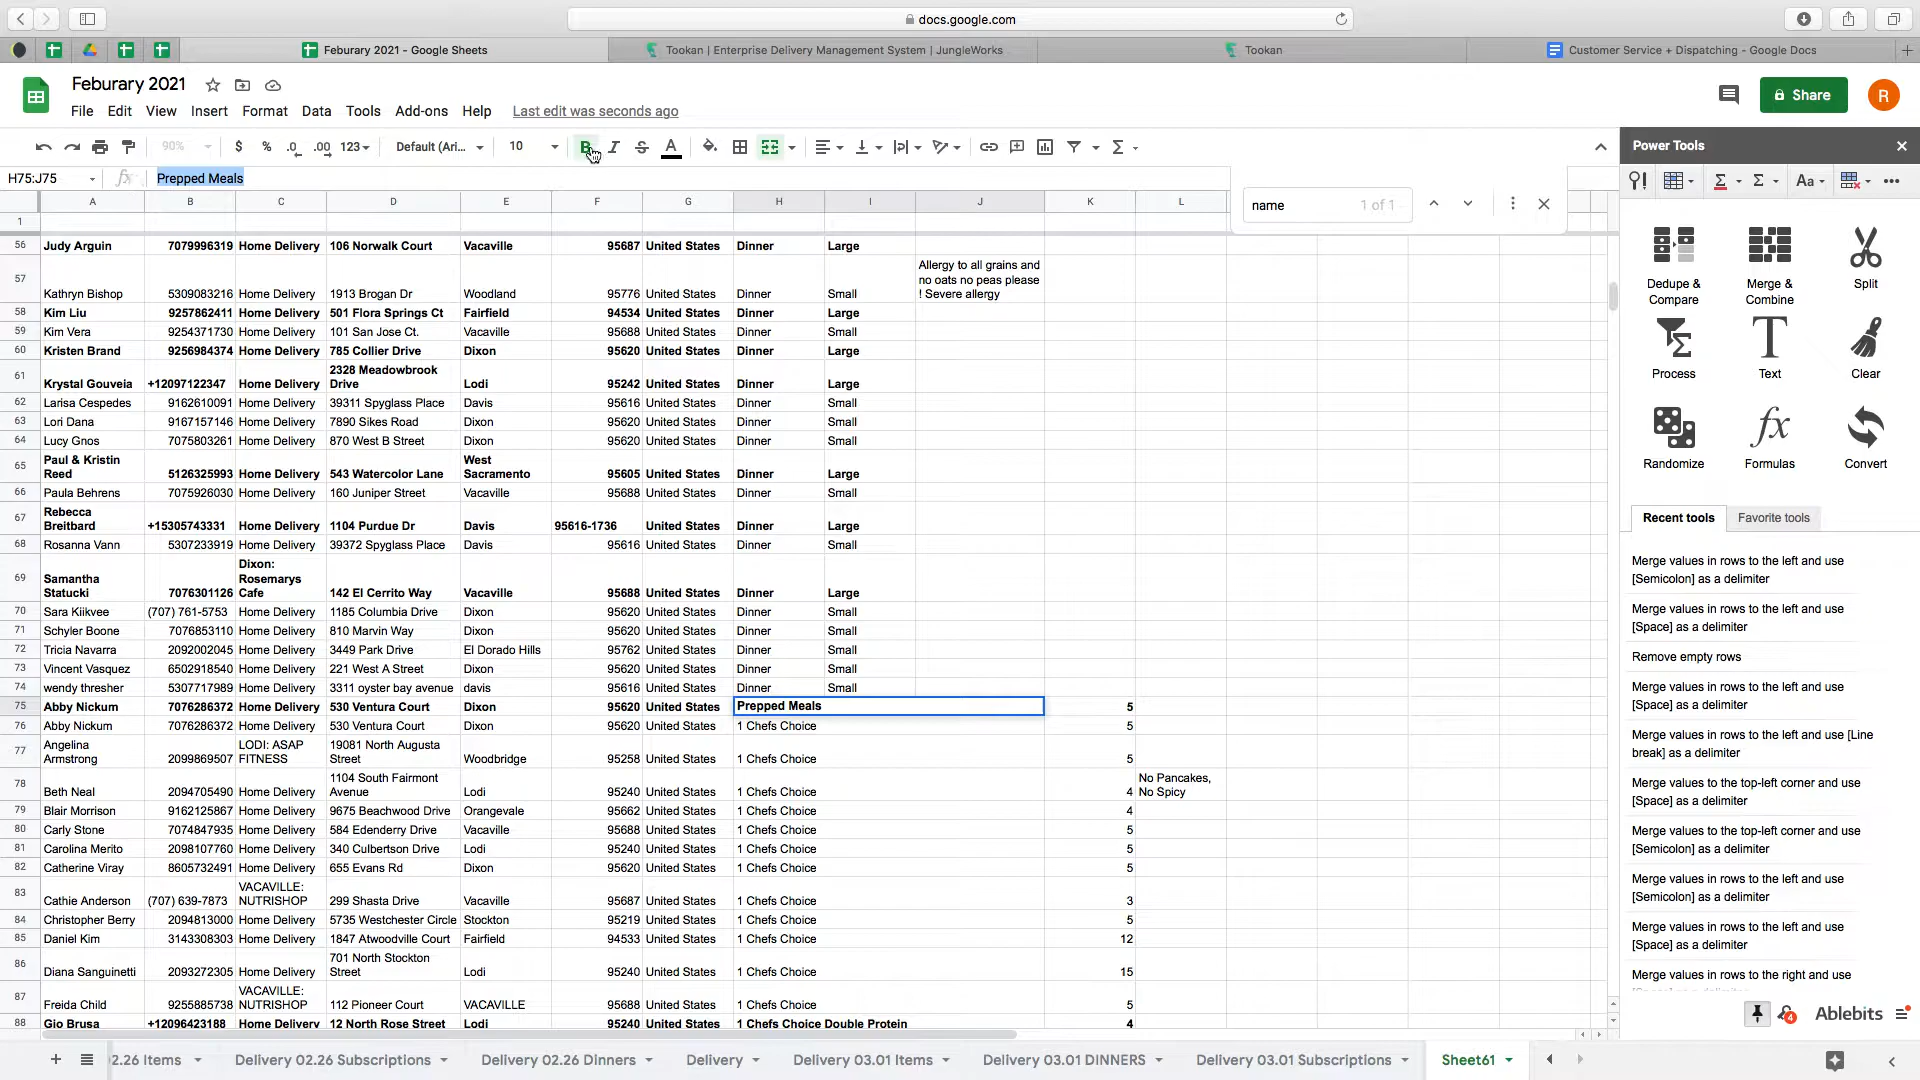 docs.google.com
Feburary 2021 - Google Sheets
Tookan | Enterprise Delivery Management System | JungleWorks
Tookan
Customer Service + Dispatching - Google Docs
Feburary 2021
File Edit View Insert Format Data Tools Add-ons Help Last edit was seconds ago
Share
R
90% $ % .0 .00 123 Default (Ari... 10 B I S A
Power Tools
H75:J75 fx Prepped Meals
name 1 of 1
A B C D E F G H I J K L
1
56 Judy Arguin 7079996319 Home Delivery 106 Norwalk Court Vacaville 95687 United States Dinner Large
57 Kathryn Bishop 5309083216 Home Delivery 1913 Brogan Dr Woodland 95776 United States Dinner Small Allergy to all grains and
no oats no peas please
! Severe allergy
58 Kim Liu 9257862411 Home Delivery 501 Flora Springs Ct Fairfield 94534 United States Dinner Large
59 Kim Vera 9254371730 Home Delivery 101 San Jose Ct. Vacaville 95688 United States Dinner Small
60 Kristen Brand 9256984374 Home Delivery 785 Collier Drive Dixon 95620 United States Dinner Large
61 Krystal Gouveia +12097122347 Home Delivery 2328 Meadowbrook
Drive Lodi 95242 United States Dinner Large
62 Larisa Cespedes 9162610091 Home Delivery 39311 Spyglass Place Davis 95616 United States Dinner Small
63 Lori Dana 9167157146 Home Delivery 7890 Sikes Road Dixon 95620 United States Dinner Small
64 Lucy Gnos 7075803261 Home Delivery 870 West B Street Dixon 95620 United States Dinner Small
65 Paul & Kristin
Reed 5126325993 Home Delivery 543 Watercolor Lane West
Sacramento 95605 United States Dinner Large
66 Paula Behrens 7075926030 Home Delivery 160 Juniper Street Vacaville 95688 United States Dinner Small
67 Rebecca
Breitbard +15305743331 Home Delivery 1104 Purdue Dr Davis 95616-1736 United States Dinner Large
68 Rosanna Vann 5307233919 Home Delivery 39372 Spyglass Place Davis 95616 United States Dinner Small
69 Samantha
Statucki 7076301126 Dixon:
Rosemarys
Cafe 142 El Cerrito Way Vacaville 95688 United States Dinner Large
70 Sara Kiikvee (707) 761-5753 Home Delivery 1185 Columbia Drive Dixon 95620 United States Dinner Small
71 Schyler Boone 7076853110 Home Delivery 810 Marvin Way Dixon 95620 United States Dinner Small
72 Tricia Navarra 2092002045 Home Delivery 3449 Park Drive El Dorado Hills 95762 United States Dinner Small
73 Vincent Vasquez 6502918540 Home Delivery 221 West A Street Dixon 95620 United States Dinner Small
74 wendy thresher 5307717989 Home Delivery 3311 oyster bay avenue davis 95616 United States Dinner Small
75 Abby Nickum 7076286372 Home Delivery 530 Ventura Court Dixon 95620 United States Prepped Meals 5
76 Abby Nickum 7076286372 Home Delivery 530 Ventura Court Dixon 95620 United States 1 Chefs Choice 5
77 Angelina
Armstrong 2099869507 LODI: ASAP
FITNESS 19081 North Augusta
Street Woodbridge 95258 United States 1 Chefs Choice 5
78 Beth Neal 2094705490 Home Delivery 1104 South Fairmont
Avenue Lodi 95240 United States 1 Chefs Choice 4 No Pancakes,
No Spicy
79 Blair Morrison 9162125867 Home Delivery 9675 Beachwood Drive Orangevale 95662 United States 1 Chefs Choice 4
80 Carly Stone 7074847935 Home Delivery 584 Edenderry Drive Vacaville 95688 United States 1 Chefs Choice 5
81 Carolina Merito 2098107760 Home Delivery 340 Culbertson Drive Lodi 95240 United States 1 Chefs Choice 5
82 Catherine Viray 8605732491 Home Delivery 655 Evans Rd Dixon 95620 United States 1 Chefs Choice 5
83 Cathie Anderson (707) 639-7873 VACAVILLE:
NUTRISHOP 299 Shasta Drive Vacaville 95687 United States 1 Chefs Choice 3
84 Christopher Berry 2094813000 Home Delivery 5735 Westchester Circle Stockton 95219 United States 1 Chefs Choice 5
85 Daniel Kim 3143308303 Home Delivery 1847 Atwoodville Court Fairfield 94533 United States 1 Chefs Choice 12
86 Diana Sanguinetti 2093272305 Home Delivery 701 North Stockton
Street Lodi 95240 United States 1 Chefs Choice 15
87 Freida Child 9255885738 VACAVILLE:
NUTRISHOP 112 Pioneer Court VACAVILLE 95688 United States 1 Chefs Choice 5
88 Gio Brusa +12096423188 Home Delivery 12 North Rose Street Lodi 95240 United States 1 Chefs Choice Double Protein 4
Dedupe &
Compare
Merge &
Combine
Split
Process
Text
Clear
Randomize
Formulas
Convert
Recent tools Favorite tools
Merge values in rows to the left and use
[Semicolon] as a delimiter
Merge values in rows to the left and use
[Space] as a delimiter
Remove empty rows
Merge values in rows to the left and use
[Space] as a delimiter
Merge values in rows to the left and use [Line
break] as a delimiter
Merge values to the top-left corner and use
[Space] as a delimiter
Merge values to the top-left corner and use
[Semicolon] as a delimiter
Merge values in rows to the left and use
[Semicolon] as a delimiter
Merge values in rows to the left and use
[Space] as a delimiter
Merge values in rows to the right and use
4 Ablebits
2.26 Items Delivery 02.26 Subscriptions Delivery 02.26 Dinners Delivery Delivery 03.01 Items Delivery 03.01 DINNERS Delivery 03.01 Subscriptions Sheet61